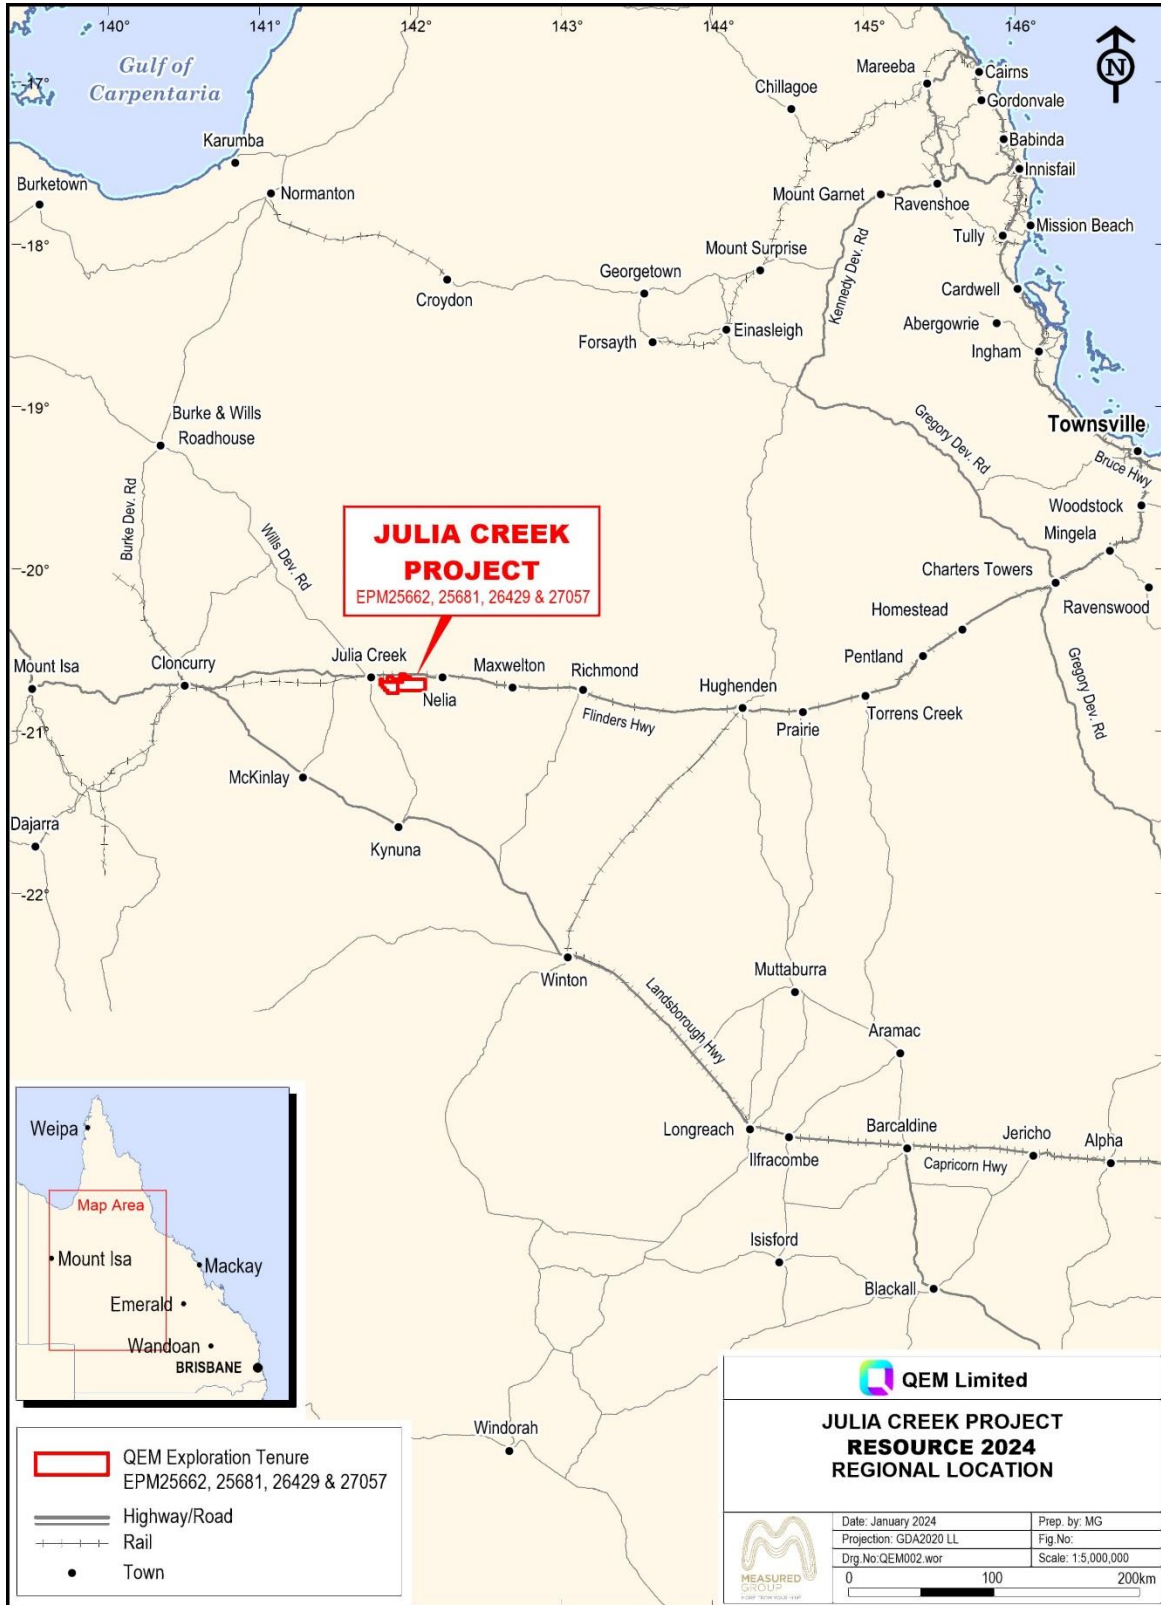 140°
141°
142°
143°
144°
145°
146°
-17°
-18°
-19°
-20°
-21°
-22°
N
Gulf of
Carpentaria
Karumba
Burketown
Normanton
Croydon
Chillagoe
Mareeba
Cairns
Gordonvale
Babinda
Innisfail
Mount Garnet
Ravenshoe
Mission Beach
Tully
Mount Surprise
Georgetown
Kennedy Dev. Rd
Cardwell
Einasleigh
Forsayth
Abergowrie
Ingham
Burke & Wills
Roadhouse
Gregory Dev. Rd
Townsville
Bruce Hwy
Woodstock
Mingela
Burke Dev. Rd
Wills Dev. Rd
JULIA CREEK
PROJECT
EPM25662, 25681, 26429 & 27057
Charters Towers
Ravenswood
Homestead
Pentland
Mount Isa
Cloncurry
Julia Creek
Nelia
Maxwelton
Richmond
Flinders Hwy
Hughenden
Prairie
Torrens Creek
Gregory Dev. Rd
McKinlay
Dajarra
Kynuna
Winton
Landsborough Hwy
Muttaburra
Aramac
Longreach
Ilfracombe
Barcaldine
Capricorn Hwy
Jericho
Alpha
Isisford
Blackall
Windorah
Weipa
Map Area
Mount Isa
Mackay
Emerald
Wandoan
BRISBANE
QEM Exploration Tenure
EPM25662, 25681, 26429 & 27057
Highway/Road
Rail
Town
QEM Limited
JULIA CREEK PROJECT
RESOURCE 2024
REGIONAL LOCATION
MEASURED
GROUP
Date: January 2024
Prep. by: MG
Projection: GDA2020 LL
Fig.No:
Drg.No:QEM002.wor
Scale: 1:5,000,000
0 100 200km